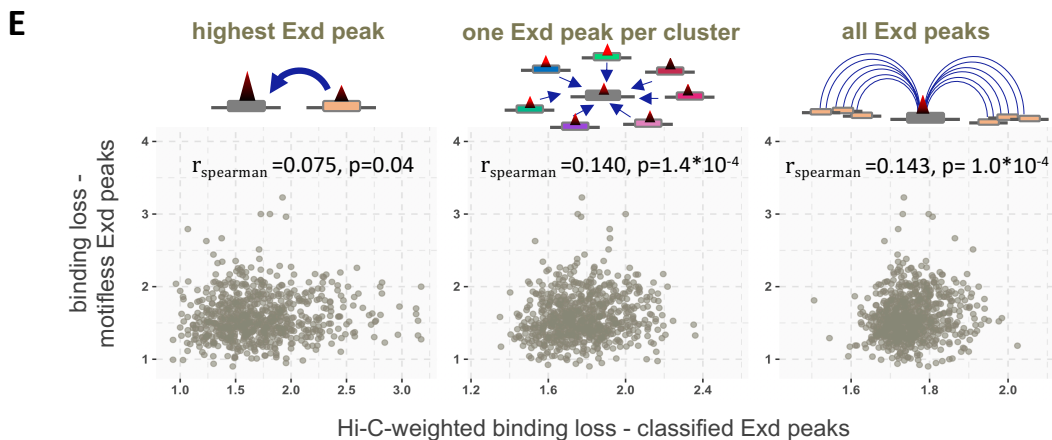 E
highest Exd peak
one Exd peak per cluster
all Exd peaks
binding loss -
motifless Exd peaks
4
3
2
1
r_spearman =0.075, p=0.04
1.0
1.5
2.0
2.5
3.0
4
3
2
1
r_spearman =0.140, p=1.4*10^-4
1.2
1.6
2.0
2.4
4
3
2
1
r_spearman =0.143, p= 1.0*10^-4
1.6
1.8
2.0
Hi-C-weighted binding loss - classified Exd peaks